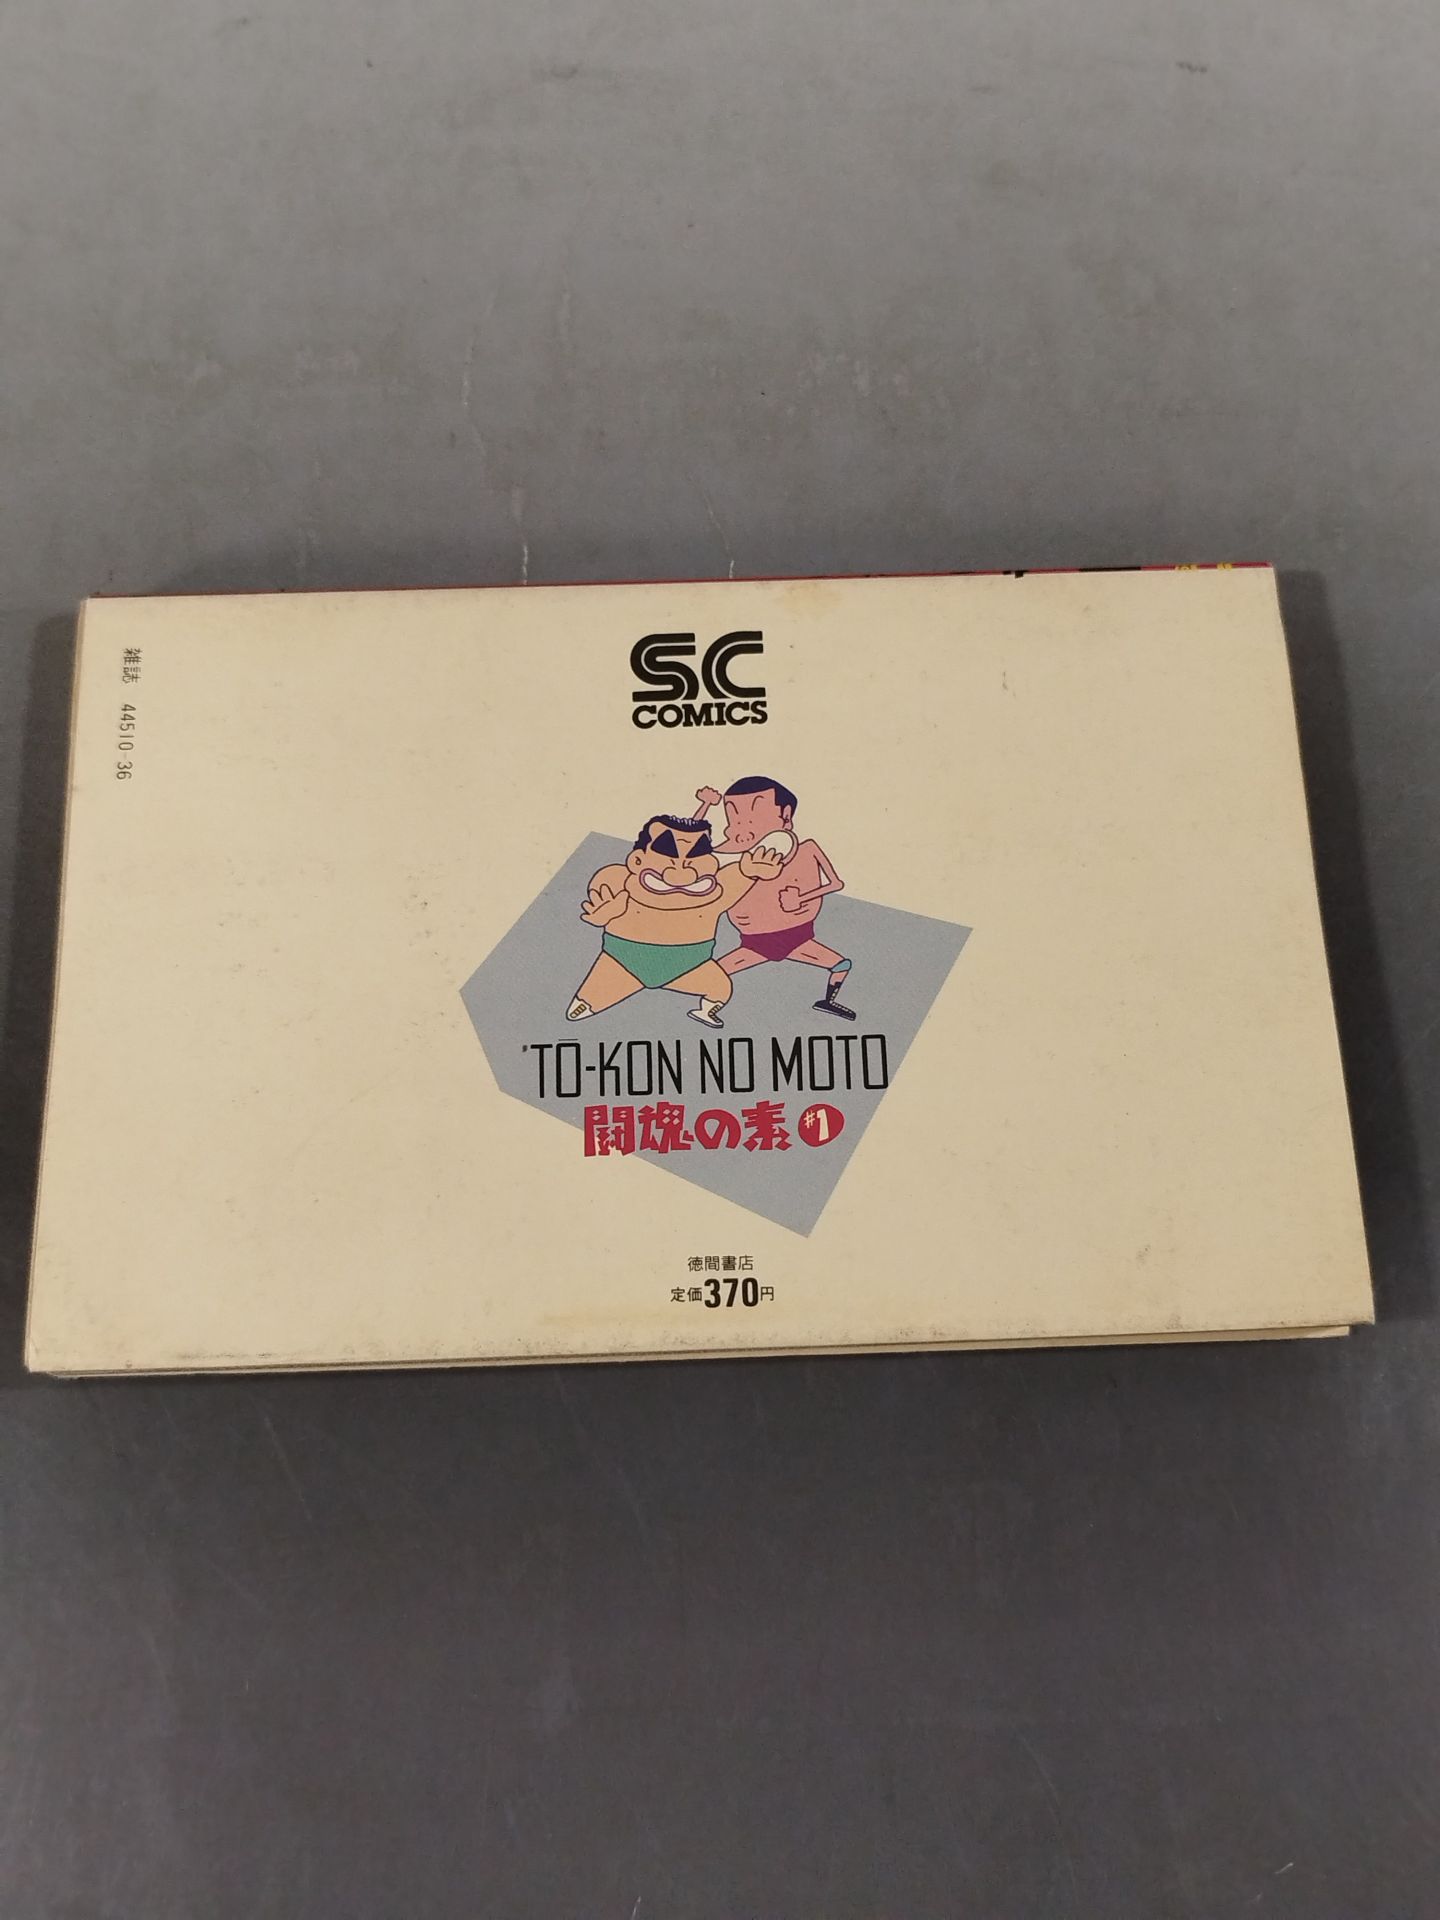 SC
COMICS
雑誌 44510-36
'TŌ-KON NO MOTO
闘魂の素#1
徳間書店
定価370円